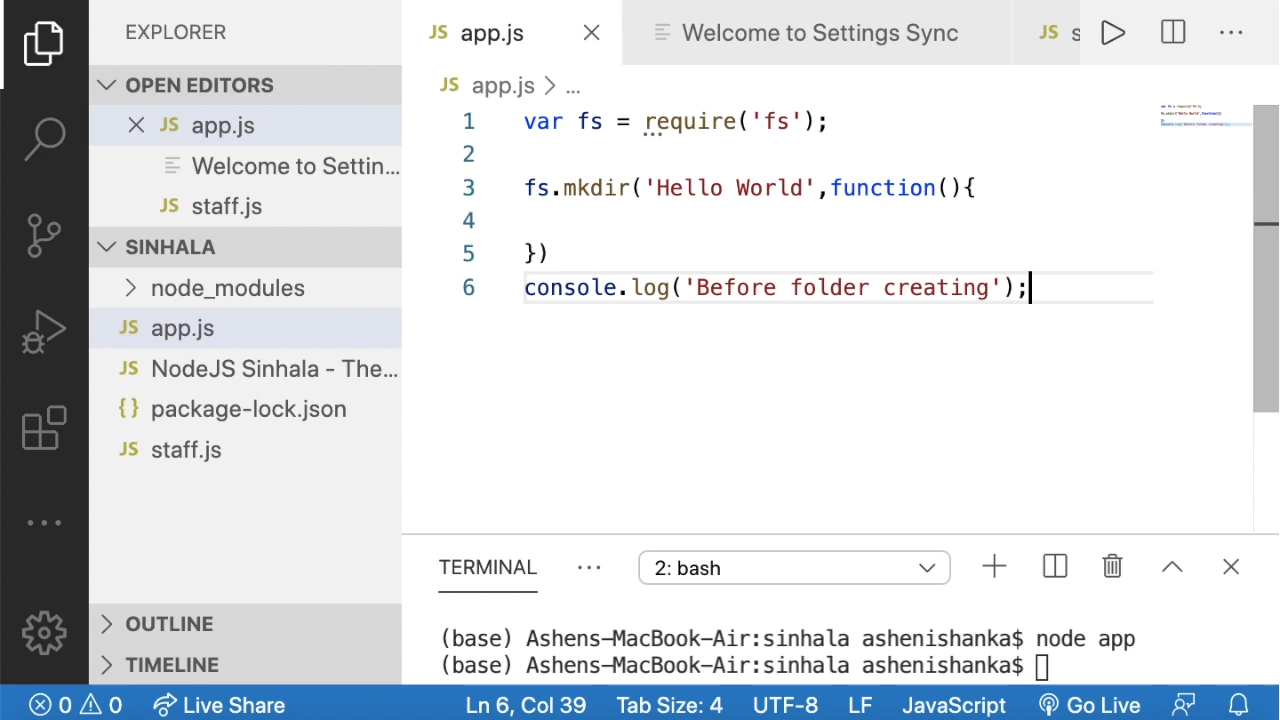 EXPLORER
OPEN EDITORS
JS app.js
Welcome to Settin...
JS staff.js
SINHALA
node_modules
JS app.js
JS NodeJS Sinhala - The...
{} package-lock.json
JS staff.js
OUTLINE
TIMELINE
JS app.js
Welcome to Settings Sync
JS s
JS app.js > ...
1 var fs = require('fs');
2
3 fs.mkdir('Hello World',function(){
4
5 })
6 console.log('Before folder creating');
TERMINAL
2: bash
(base) Ashens-MacBook-Air:sinhala ashenishanka$ node app
(base) Ashens-MacBook-Air:sinhala ashenishanka$
0 0 Live Share Ln 6, Col 39 Tab Size: 4 UTF-8 LF JavaScript Go Live